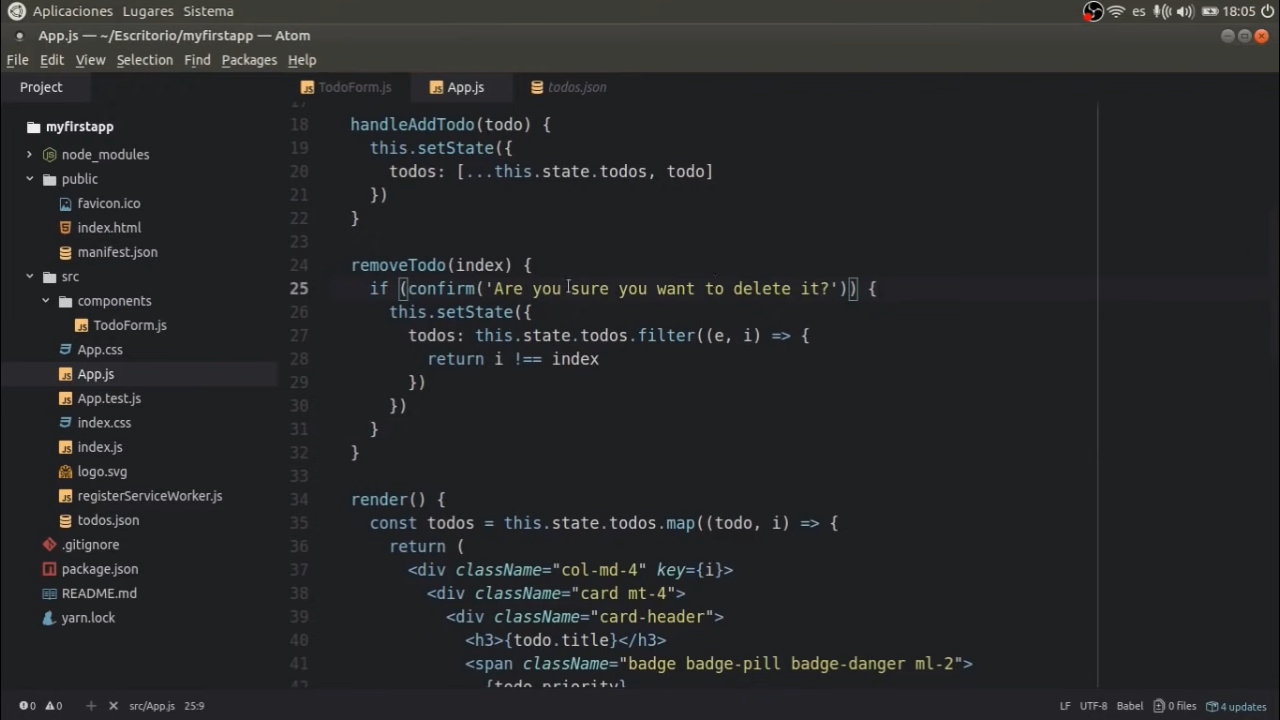 Aplicaciones Lugares Sistema es 18:05
App.js — ~/Escritorio/myfirstapp — Atom
File Edit View Selection Find Packages Help
Project TodoForm.js App.js todos.json
myfirstapp
node_modules
public
favicon.ico
index.html
manifest.json
src
components
TodoForm.js
App.css
App.js
App.test.js
index.css
index.js
logo.svg
registerServiceWorker.js
todos.json
.gitignore
package.json
README.md
yarn.lock
17
18 handleAddTodo(todo) {
19 this.setState({
20 todos: [...this.state.todos, todo]
21 })
22 }
23
24 removeTodo(index) {
25 if (confirm('Are you sure you want to delete it?')) {
26 this.setState({
27 todos: this.state.todos.filter((e, i) => {
28 return i !== index
29 })
30 })
31 }
32 }
33
34 render() {
35 const todos = this.state.todos.map((todo, i) => {
36 return (
37 <div className="col-md-4" key={i}>
38 <div className="card mt-4">
39 <div className="card-header">
40 <h3>{todo.title}</h3>
41 <span className="badge badge-pill badge-danger ml-2">
42 {todo.priority}
0 0 + × src/App.js 25:9 LF UTF-8 Babel 0 files 4 updates